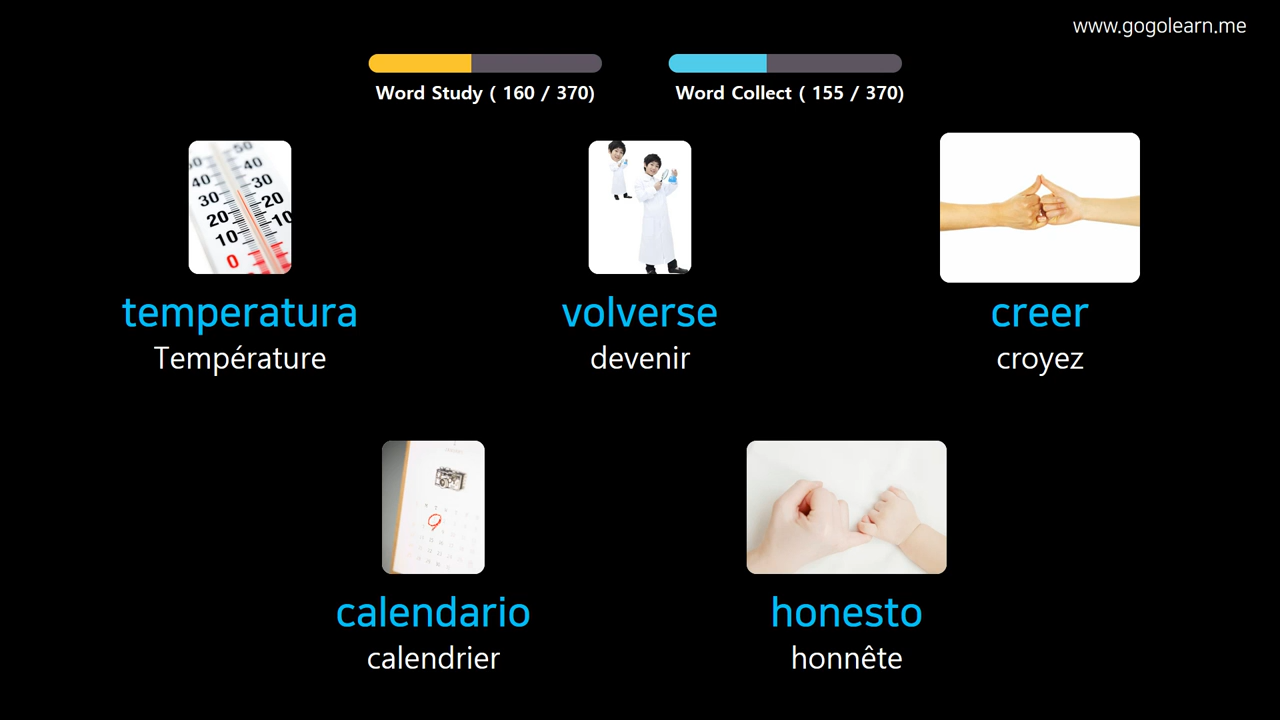 www.gogolearn.me
Word Study ( 160 / 370)
Word Collect ( 155 / 370)
temperatura
Température
volverse
devenir
creer
croyez
calendario
calendrier
honesto
honnête